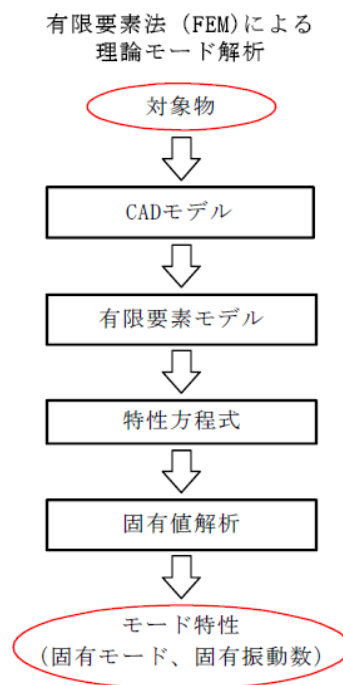 有限要素法 (FEM)による
理論モード解析
対象物
CADモデル
有限要素モデル
特性方程式
固有値解析
モード特性
(固有モード、固有振動数)